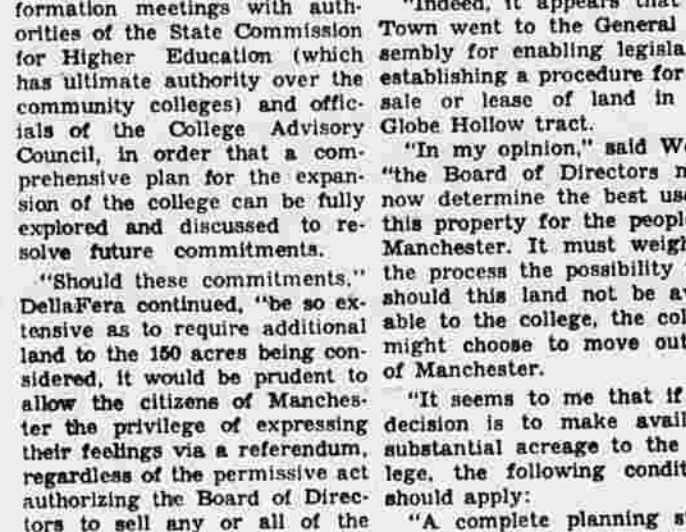 formation meetings with auth-
orities of the State Commission
for Higher Education (which
has ultimate authority over the
community colleges) and offic-
ials of the College Advisory
Council, in order that a com-
prehensive plan for the expan-
sion of the college can be fully
explored and discussed to re-
solve future commitments.
"Should these commitments,"
DellaFera continued, "be so ex-
tensive as to require additional
land to the 150 acres being con-
sidered, it would be prudent to
allow the citizens of Manches-
ter the privilege of expressing
their feelings via a referendum,
regardless of the permissive act
authorizing the Board of Direc-
tors to sell any or all of the
"Indeed, it appears that
Town went to the General
sembly for enabling legisla
establishing a procedure for
sale or lease of land in
Globe Hollow tract.
"In my opinion," said W
"the Board of Directors m
now determine the best us
this property for the peopl
Manchester. It must weigh
the process the possibility
should this land not be av
able to the college, the col
might choose to move out
of Manchester.
"It seems to me that if
decision is to make avail
substantial acreage to the
lege, the following condit
should apply:
"A complete planning s